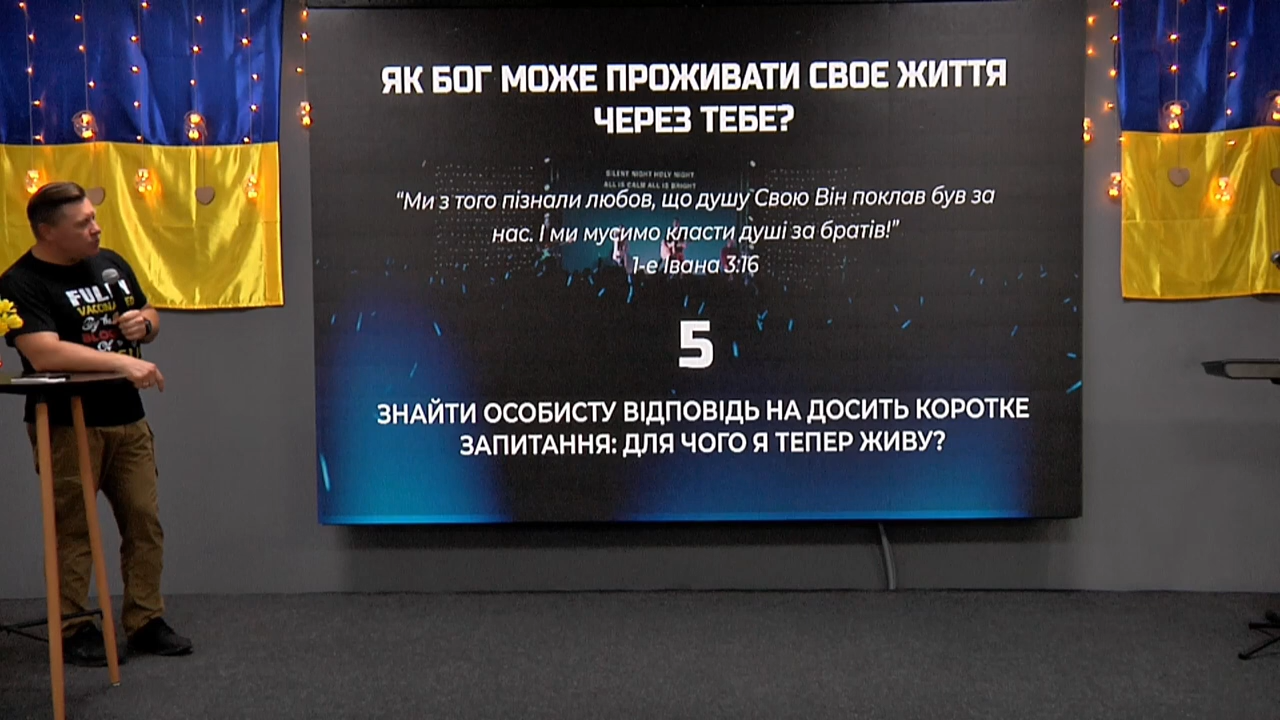 ЯК БОГ МОЖЕ ПРОЖИВАТИ СВОЄ ЖИТТЯ
ЧЕРЕЗ ТЕБЕ?
SILENT NIGHT HOLY NIGHT
ALL IS CALM ALL IS BRIGHT
“Ми з того пізнали любов, що душу Свою Він поклав був за
нас. І ми мусимо класти душі за братів!”
1-е Івана 3:16
5
ЗНАЙТИ ОСОБИСТУ ВІДПОВІДЬ НА ДОСИТЬ КОРОТКЕ
ЗАПИТАННЯ: ДЛЯ ЧОГО Я ТЕПЕР ЖИВУ?